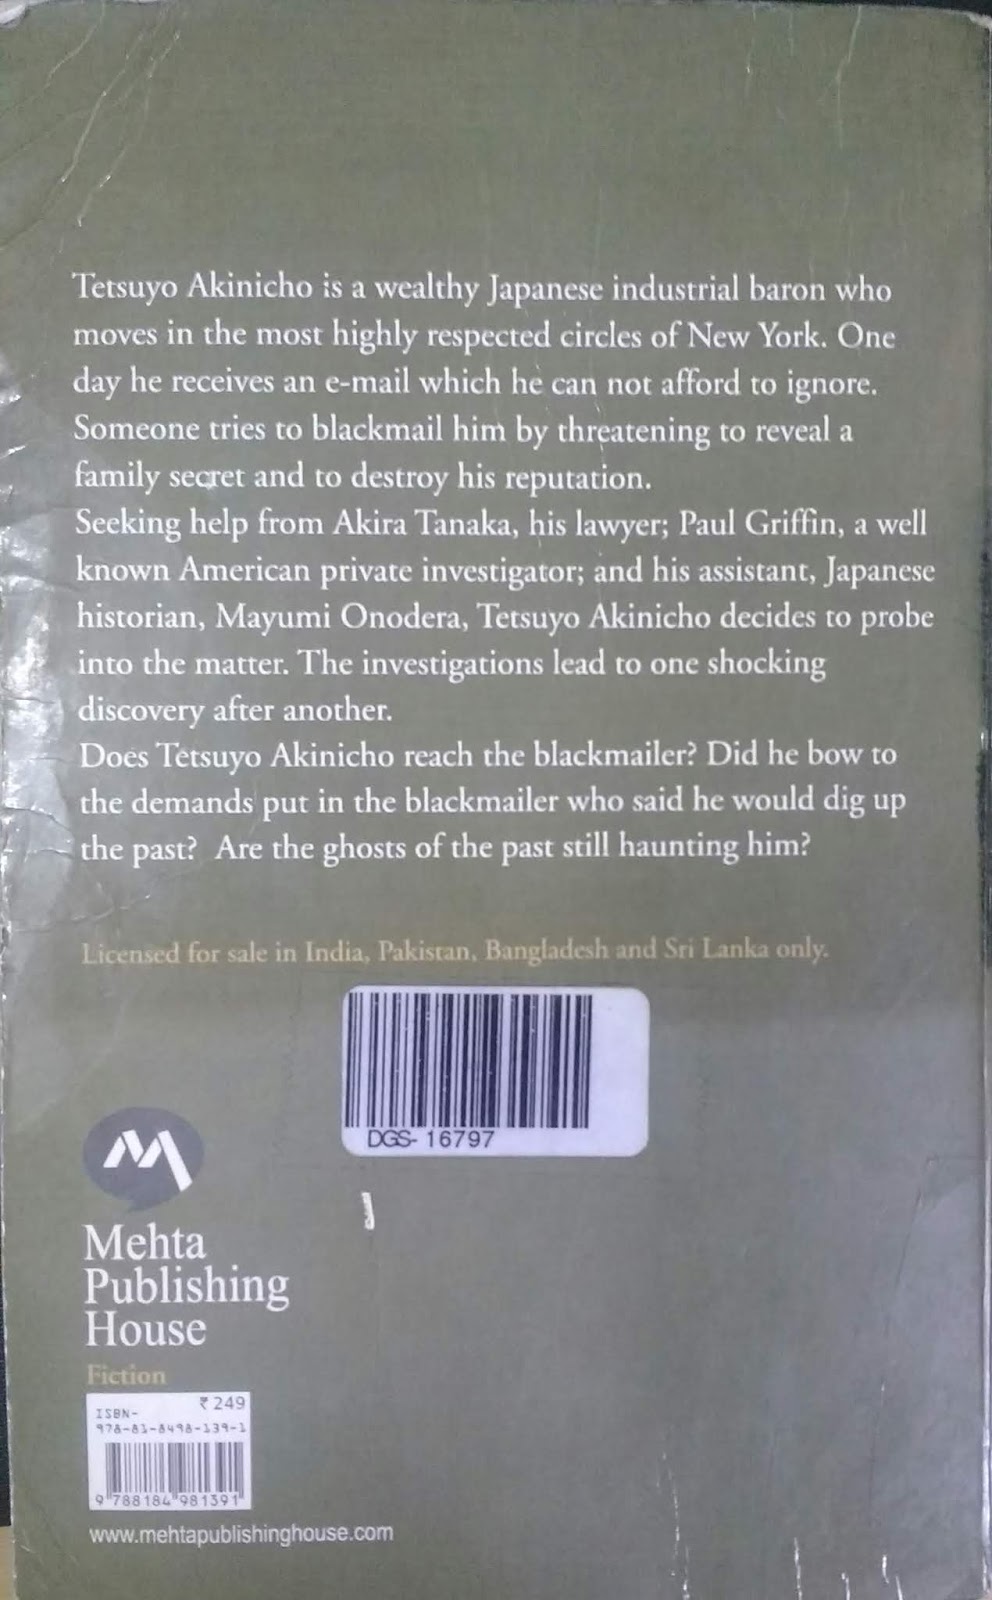 Tetsuyo Akinicho is a wealthy Japanese industrial baron who
moves in the most highly respected circles of New York. One
day he receives an e-mail which he can not afford to ignore.
Someone tries to blackmail him by threatening to reveal a
family secret and to destroy his reputation.
Seeking help from Akira Tanaka, his lawyer; Paul Griffin, a well
known American private investigator; and his assistant, Japanese
historian, Mayumi Onodera, Tetsuyo Akinicho decides to probe
into the matter. The investigations lead to one shocking
discovery after another.
Does Tetsuyo Akinicho reach the blackmailer? Did he bow to
the demands put in the blackmailer who said he would dig up
the past? Are the ghosts of the past still haunting him?
Licensed for sale in India, Pakistan, Bangladesh and Sri Lanka only.
DGS- 16797
Mehta
Publishing
House
Fiction
₹ 249
ISBN-
978-81-8498-139-1
9 788184 981391
www.mehtapublishinghouse.com